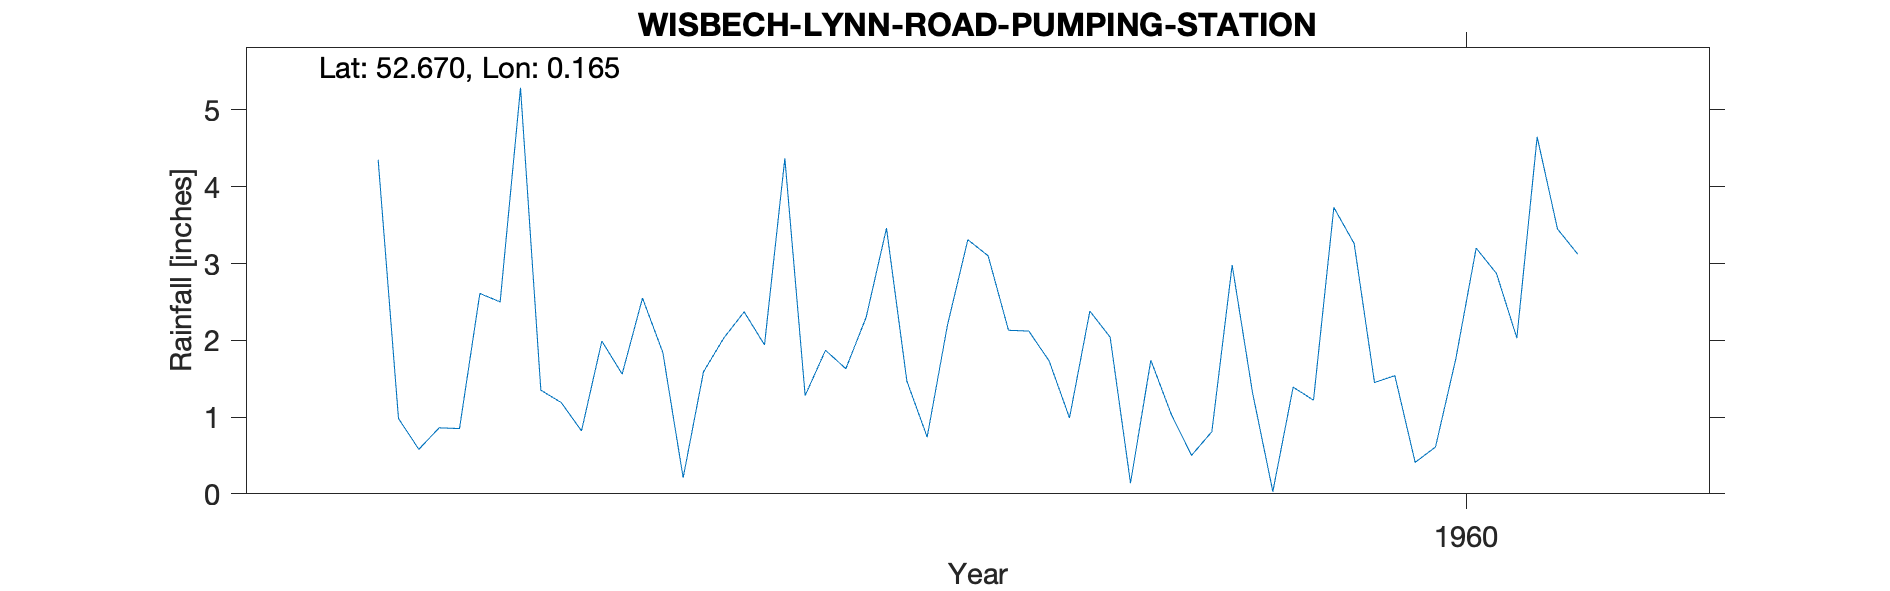 WISBECH-LYNN-ROAD-PUMPING-STATION
Lat: 52.670, Lon: 0.165
5
4
3
2
1
0
Rainfall [inches]
1960
Year